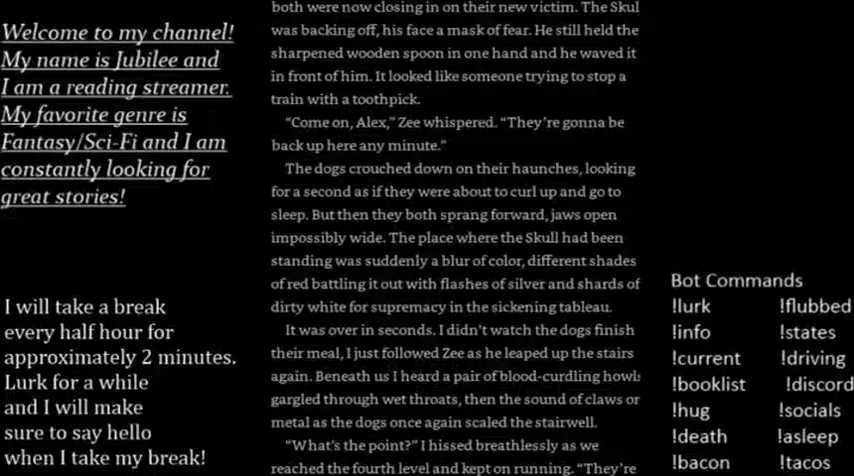 Welcome to my channel!
My name is Jubilee and
I am a reading streamer.
My favorite genre is
Fantasy/Sci-Fi and I am
constantly looking for
great stories!
I will take a break
every half hour for
approximately 2 minutes.
Lurk for a while
and I will make
sure to say hello
when I take my break!
both were now closing in on their new victim. The Skul
was backing off, his face a mask of fear. He still held the
sharpened wooden spoon in one hand and he waved it
in front of him. It looked like someone trying to stop a
train with a toothpick.
“Come on, Alex,” Zee whispered. “They’re gonna be
back up here any minute.”
The dogs crouched down on their haunches, looking
for a second as if they were about to curl up and go to
sleep. But then they both sprang forward, jaws open
impossibly wide. The place where the Skull had been
standing was suddenly a blur of color, different shades
of red battling it out with flashes of silver and shards of
dirty white for supremacy in the sickening tableau.
It was over in seconds. I didn’t watch the dogs finish
their meal, I just followed Zee as he leaped up the stairs
again. Beneath us I heard a pair of blood-curdling howls
gargled through wet throats, then the sound of claws or
metal as the dogs once again scaled the stairwell.
“What’s the point?” I hissed breathlessly as we
reached the fourth level and kept on running. “They’re
Bot Commands
!lurk !flubbed
!info !states
!current !driving
!booklist !discord
!hug !socials
!death !asleep
!bacon !tacos